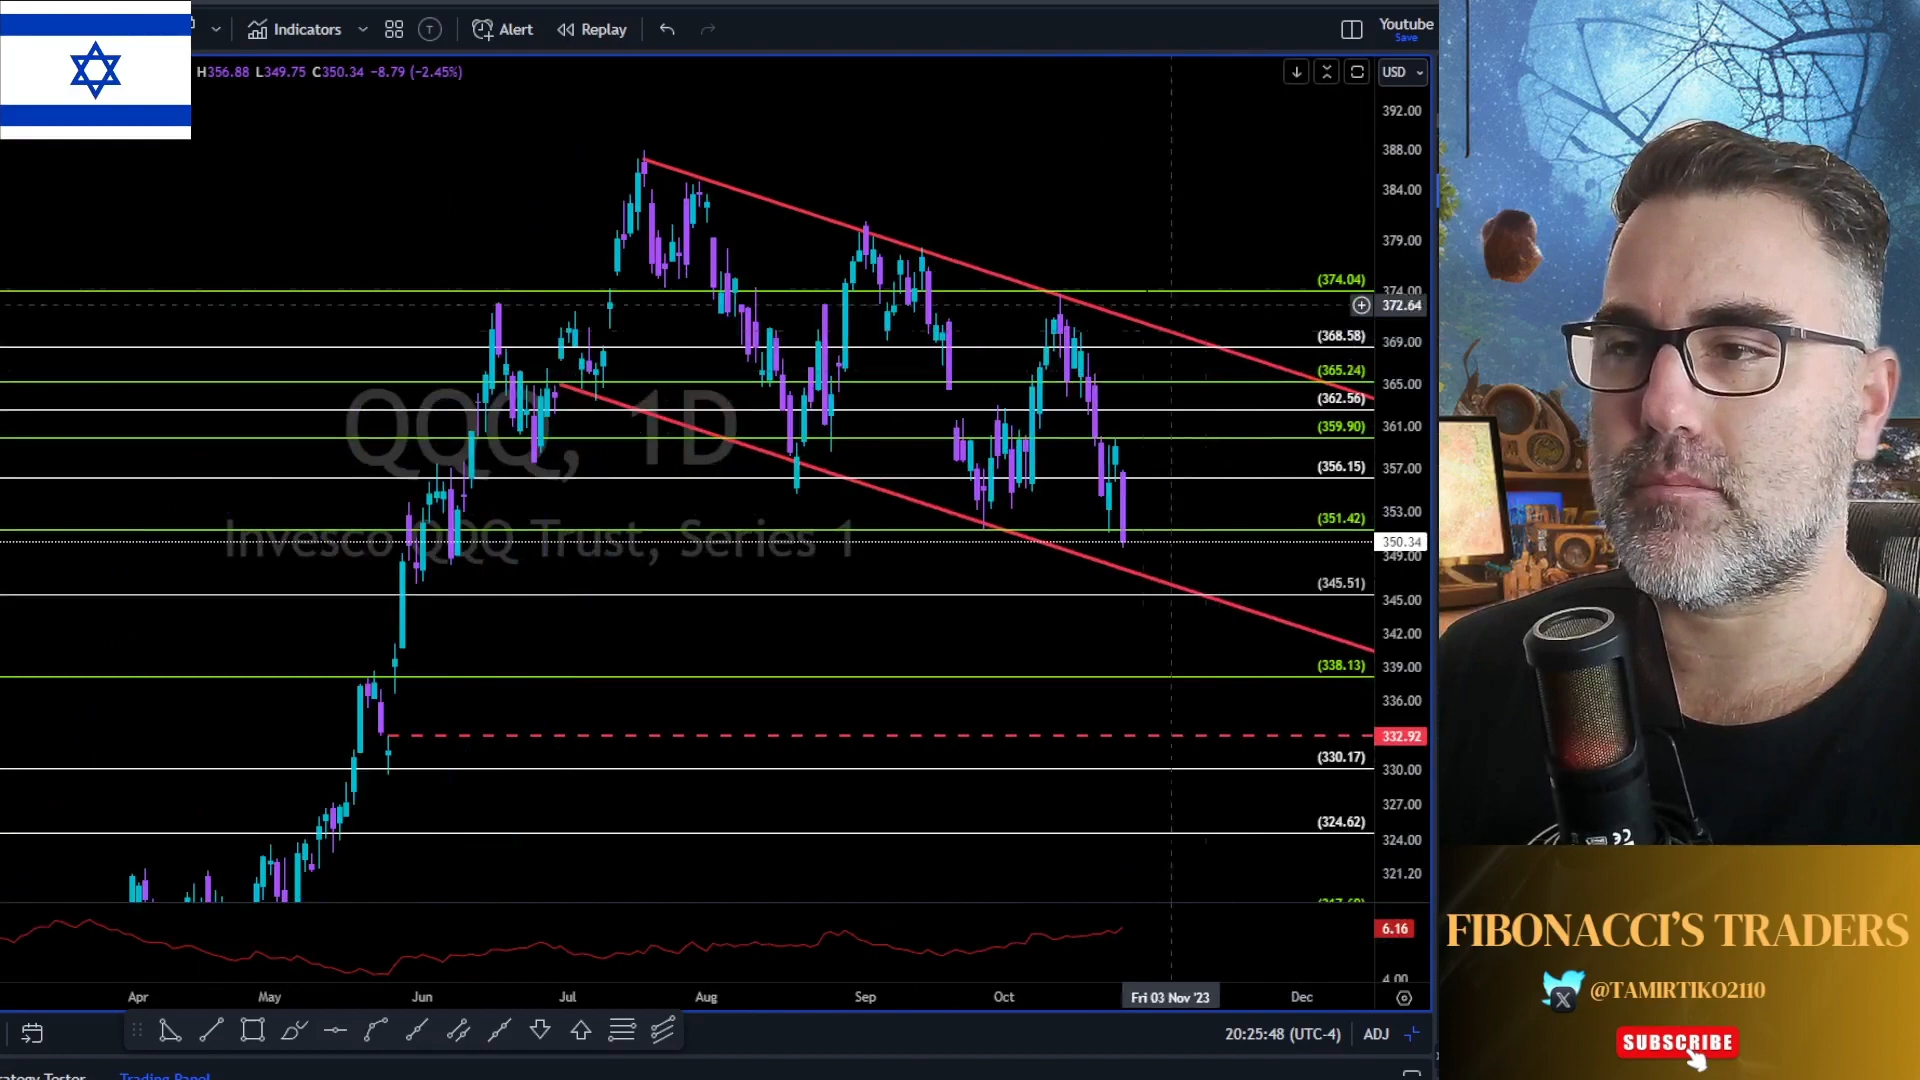 Indicators
T
Alert
Replay
Youtube
Save
H356.88 L349.75 C350.34 −8.79 (−2.45%)
USD
392.00
388.00
384.00
379.00
(374.04)
374.00
372.64
(368.58)
369.00
(365.24)
365.00
(362.56)
(359.90)
361.00
(356.15)
357.00
353.00
(351.42)
350.34
349.00
(345.51)
345.00
342.00
(338.13)
339.00
336.00
332.92
(330.17)
330.00
327.00
(324.62)
324.00
321.20
QQQ, 1D
Invesco QQQ Trust, Series 1
6.16
4.00
Apr
May
Jun
Jul
Aug
Sep
Oct
Fri 03 Nov '23
Dec
20:25:48 (UTC-4)
ADJ
Trading Panel
FIBONACCI'S TRADERS
@TAMIRTIKO2110
SUBSCRIBE